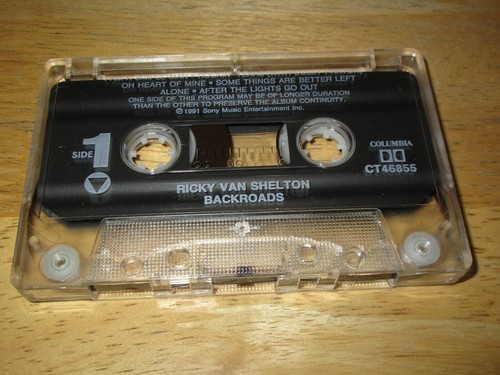 OH HEART OF MINE • SOME THINGS ARE BETTER LEFT
ALONE • AFTER THE LIGHTS GO OUT
ONE SIDE OF THIS PROGRAM MAY BE OF LONGER DURATION
THAN THE OTHER TO PRESERVE THE ALBUM CONTINUITY.
℗ 1991 Sony Music Entertainment Inc.
SIDE 1
COLUMBIA
CT46855
RICKY VAN SHELTON
BACKROADS